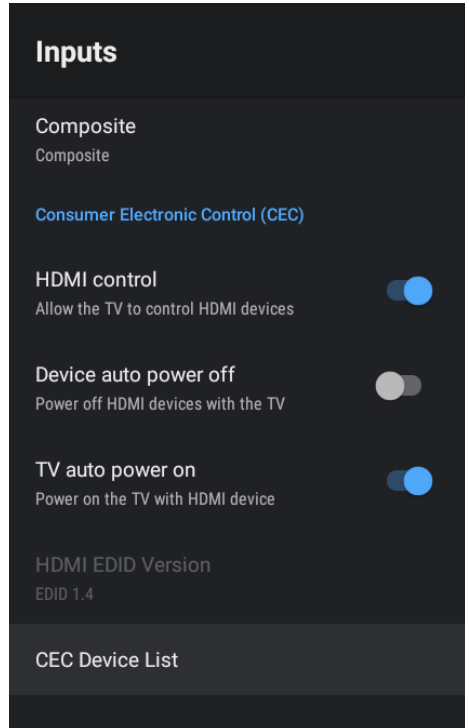 Inputs
Composite
Composite
Consumer Electronic Control (CEC)
HDMI control
Allow the TV to control HDMI devices
Device auto power off
Power off HDMI devices with the TV
TV auto power on
Power on the TV with HDMI device
HDMI EDID Version
EDID 1.4
CEC Device List